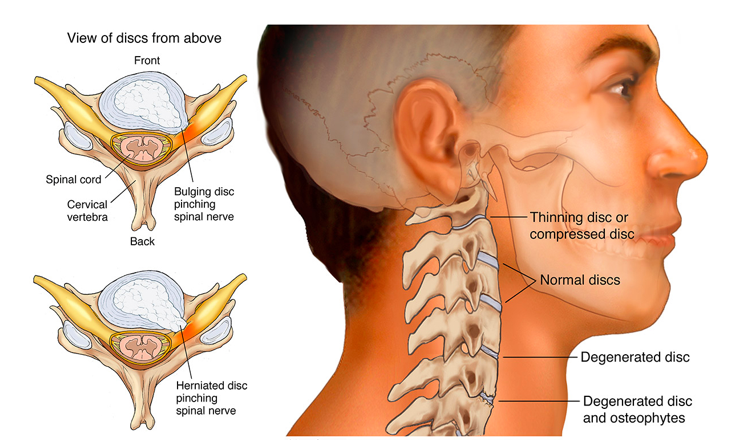 View of discs from above
Front
Spinal cord
Cervical
vertebra
Bulging disc
pinching
spinal nerve
Back
Herniated disc
pinching
spinal nerve
Thinning disc or
compressed disc
Normal discs
Degenerated disc
Degenerated disc
and osteophytes